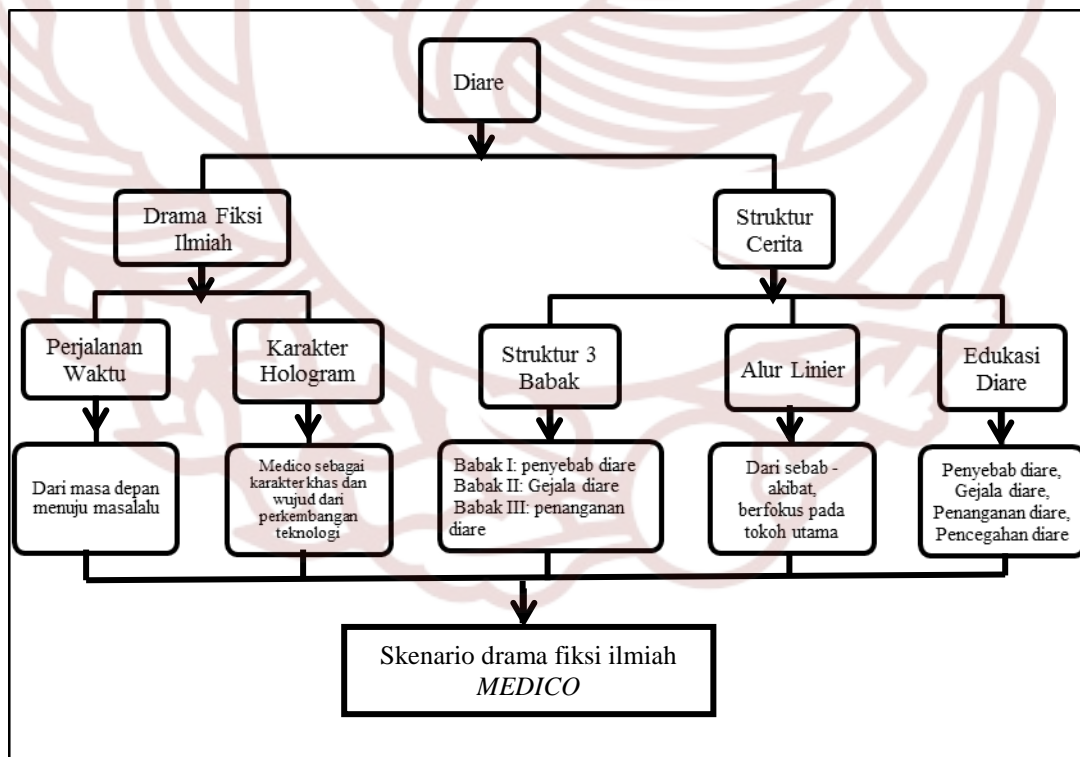 Diare
Drama Fiksi
Ilmiah
Struktur
Cerita
Perjalanan
Waktu
Karakter
Hologram
Struktur 3
Babak
Alur Linier
Edukasi
Diare
Dari masa depan
menuju masalalu
Medico sebagai
karakter khas dan
wujud dari
perkembangan
teknologi
Babak I: penyebab diare
Babak II: Gejala diare
Babak III: penanganan
diare
Dari sebab -
akibat,
berfokus pada
tokoh utama
Penyebab diare,
Gejala diare,
Penanganan diare,
Pencegahan diare
Skenario drama fiksi ilmiah
MEDICO